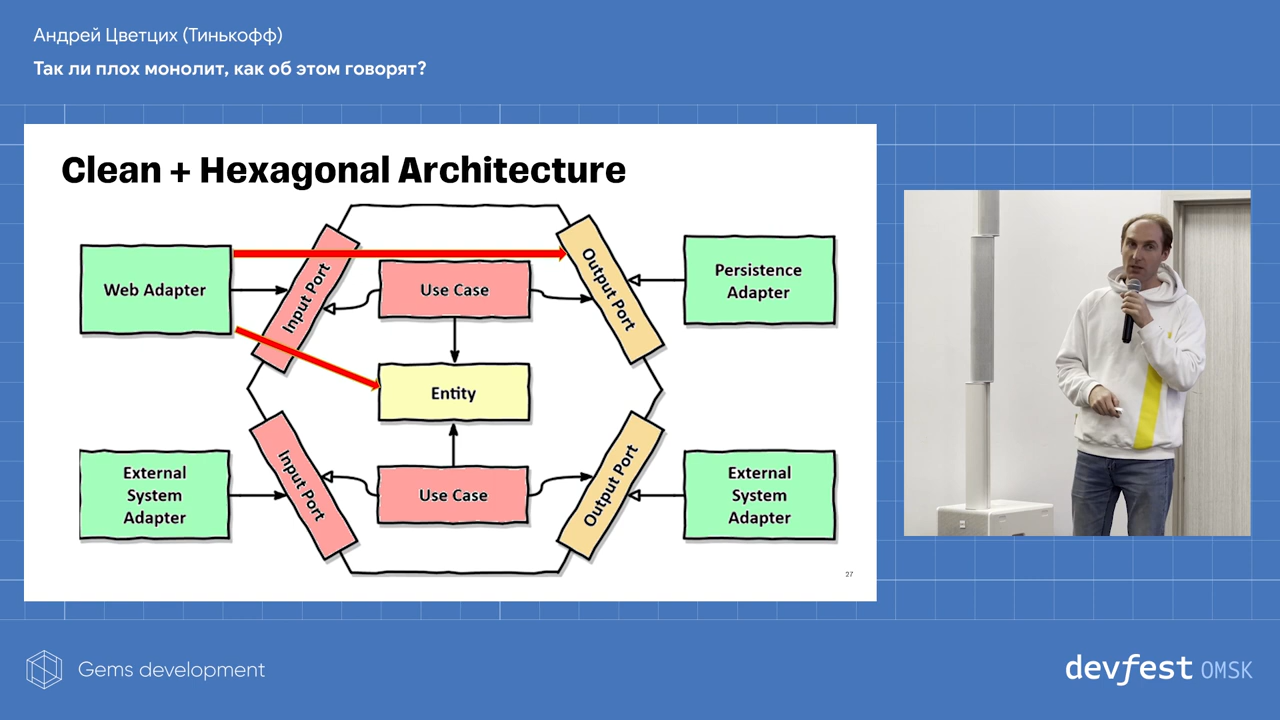 Андрей Цветцих (Тинькофф)
Так ли плох монолит, как об этом говорят?
Clean + Hexagonal Architecture
Web Adapter
Input Port
Use Case
Output Port
Persistence
Adapter
Entity
External
System
Adapter
Input Port
Use Case
Output Port
External
System
Adapter
27
Gems development
devfest OMSK